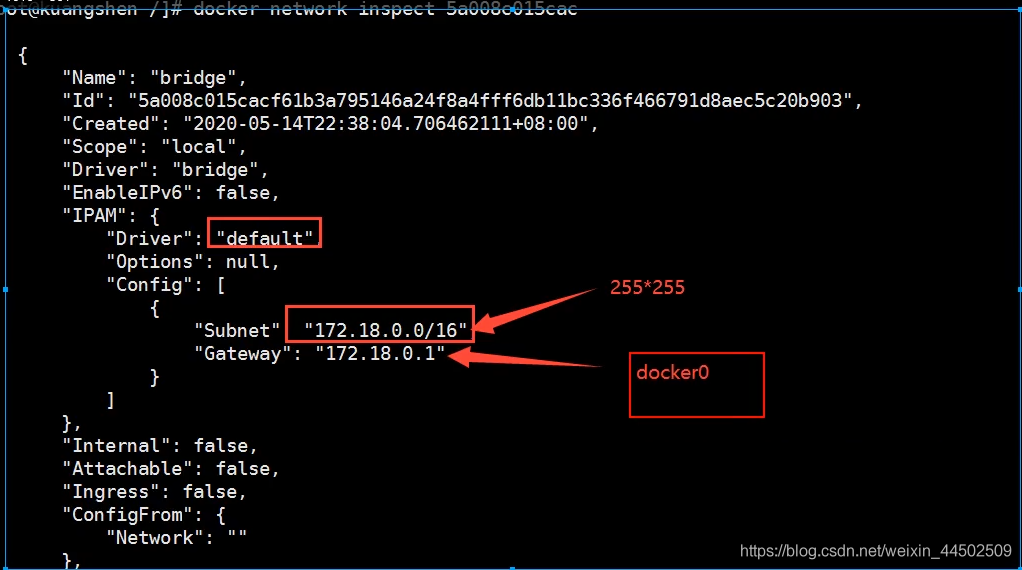 ot@kuangshen /]# docker network inspect 5a008c015cac
{
"Name": "bridge",
"Id": "5a008c015cacf61b3a795146a24f8a4fff6db11bc336f466791d8aec5c20b903",
"Created": "2020-05-14T22:38:04.706462111+08:00",
"Scope": "local",
"Driver": "bridge",
"EnableIPv6": false,
"IPAM": {
"Driver": "default"
"Options": null,
"Config": [
255*255
{
"Subnet" "172.18.0.0/16"
"Gateway": "172.18.0.1"
docker0
}
]
},
"Internal": false,
"Attachable": false,
"Ingress": false,
"ConfigFrom": {
"Network": ""
},
https://blog.csdn.net/weixin_44502509